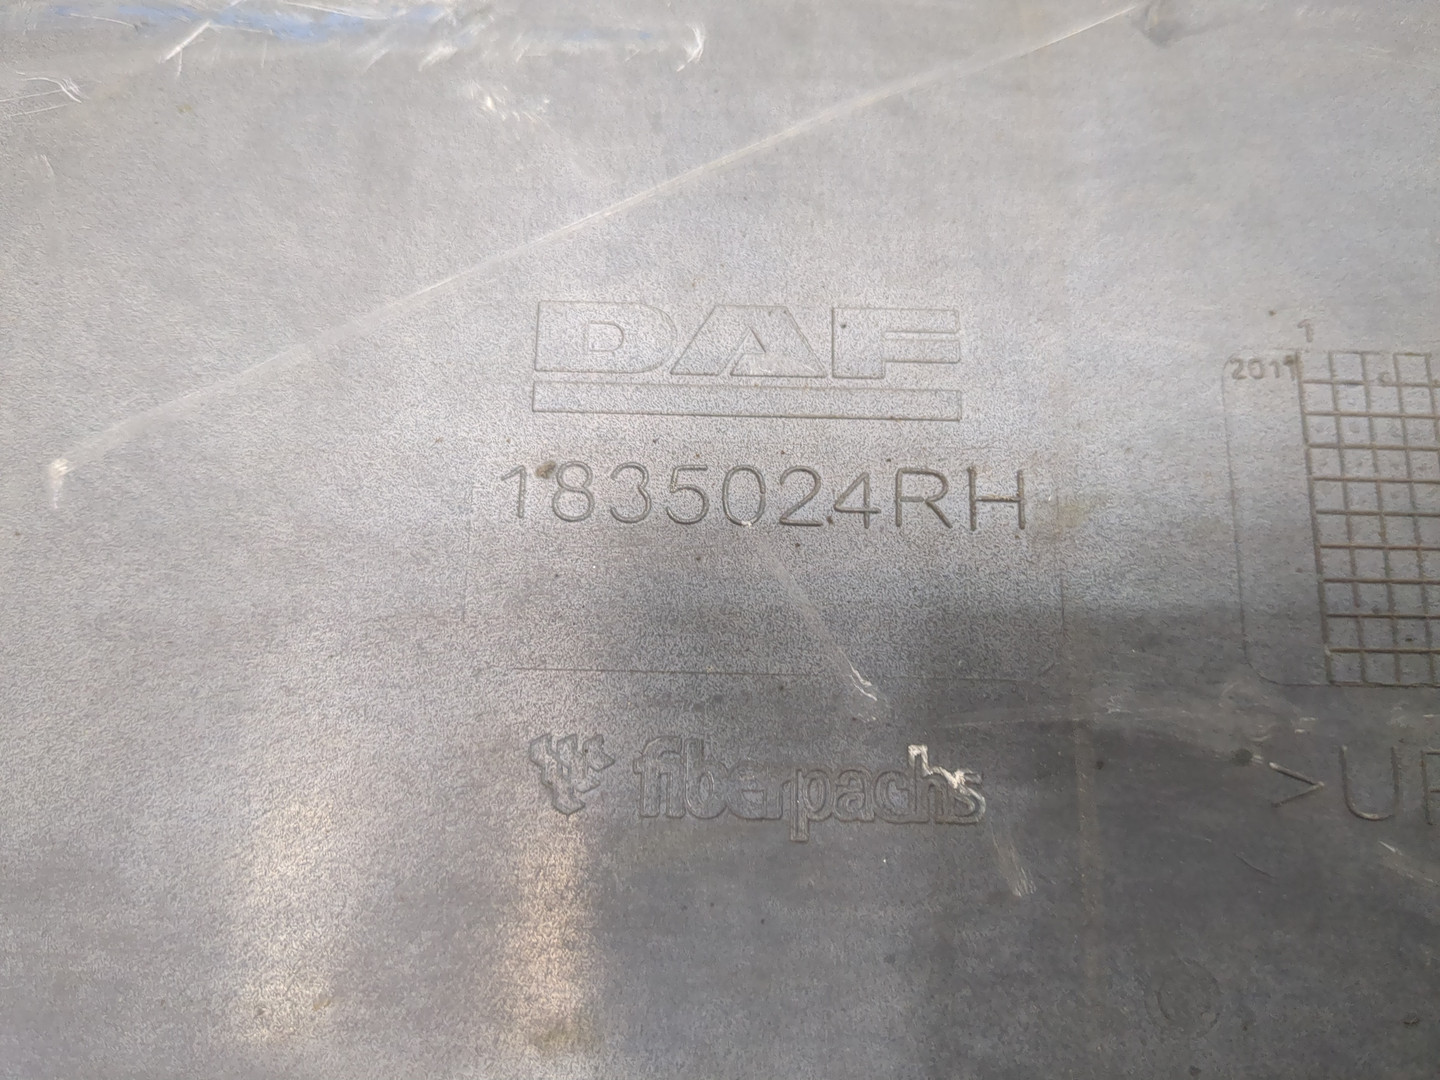 DAF
1
2011
1835024RH
fiberpachs
> U